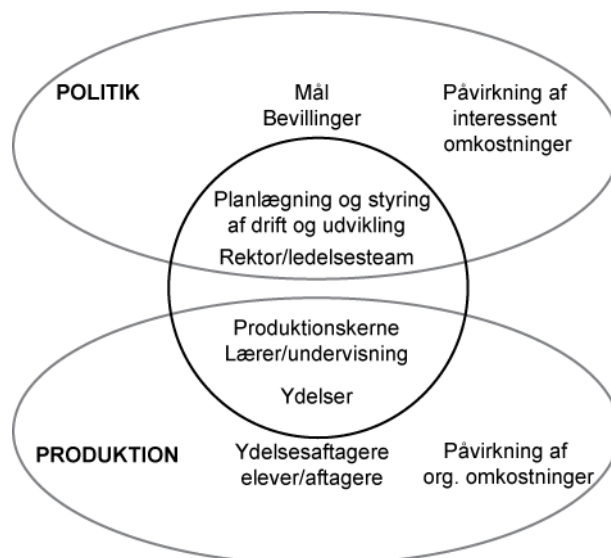 POLITIK
Mål
Bevillinger
Påvirkning af
interessent
omkostninger
Planlægning og styring
af drift og udvikling
Rektor/ledelsesteam
Produktionskerne
Lærer/undervisning
Ydelser
PRODUKTION
Ydelsesaftagere
elever/aftagere
Påvirkning af
org. omkostninger